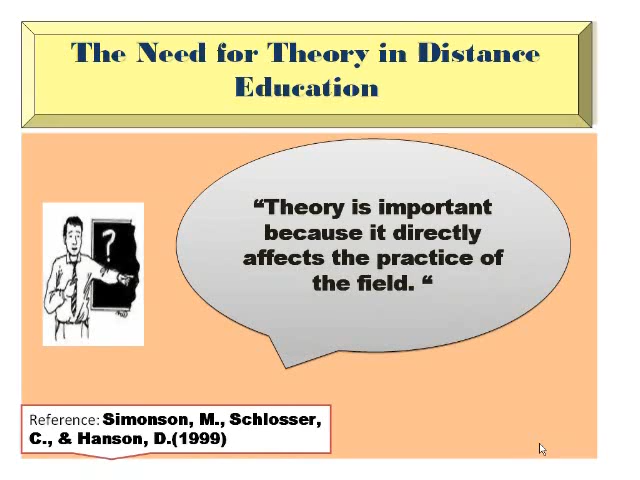 The Need for Theory in Distance
Education
?
“Theory is important
because it directly
affects the practice of
the field. “
Reference: Simonson, M., Schlosser,
C., & Hanson, D.(1999)